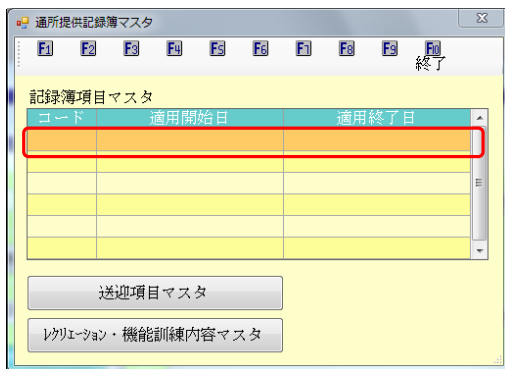 通所提供記録簿マスタ
F1 F2 F3 F4 F5 F6 F7 F8 F9 F10
終了
記録簿項目マスタ
コード 適用開始日 適用終了日
送迎項目マスタ
ﾚｸﾘｴｰｼｮﾝ・機能訓練内容マスタ